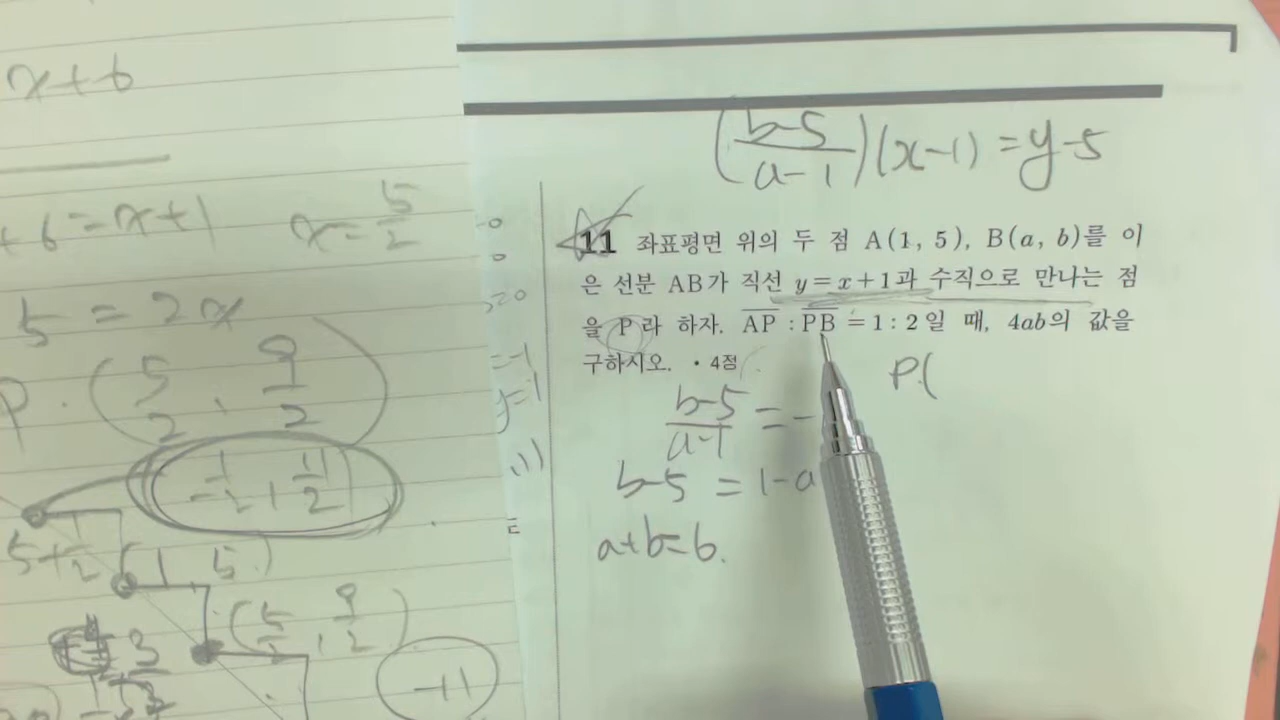 x+6
+6=x+1 x=5/2
5=2x
P.(5/2, 9/2)
-1/2, 11/2
(1, 5)
(5/2, 9/2)
-11
(b-5/a-1)(x-1)=y-5
11 좌표평면 위의 두 점 A(1, 5), B(a, b)를 이
은 선분 AB가 직선 y=x+1과 수직으로 만나는 점
을 P라 하자. AP : PB = 1 : 2일 때, 4ab의 값을
구하시오. • 4점
P(
b-5/a-1 = -
b-5 = 1-a
a+b=6.